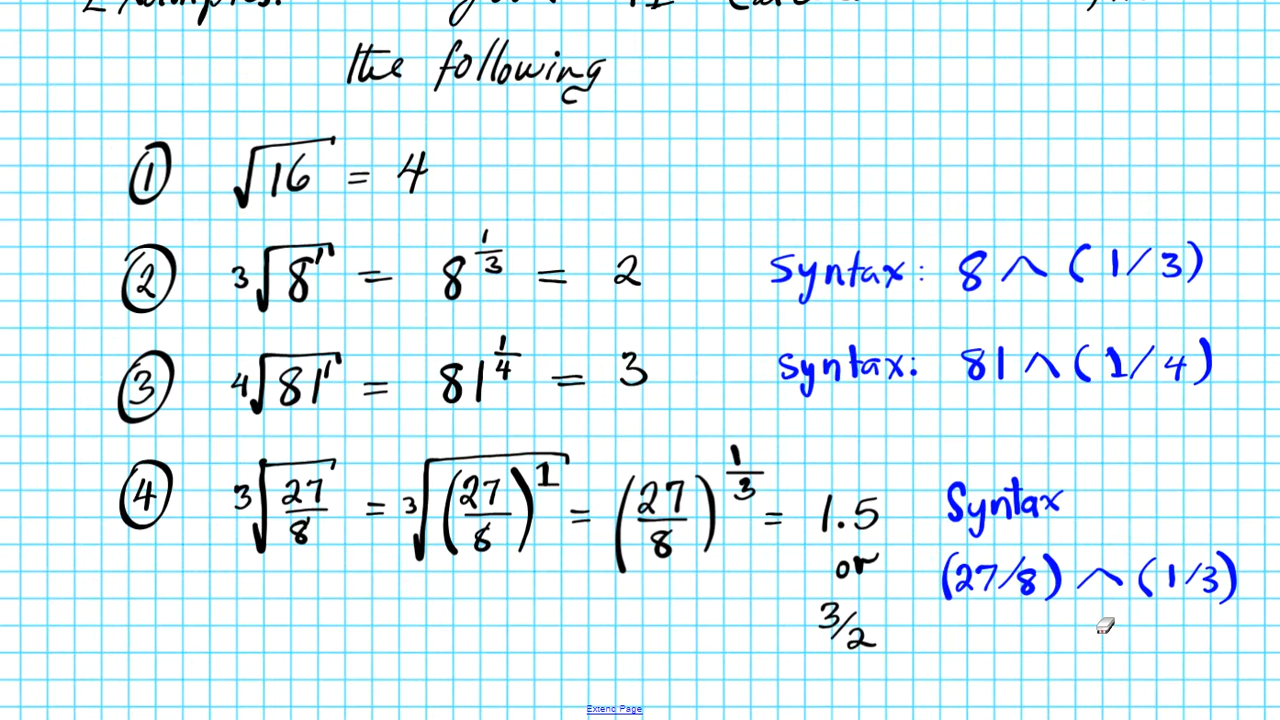 the following
① √16 = 4
② ³√8¹ = 8^(1/3) = 2 Syntax: 8 ^ (1/3)
③ ⁴√81¹ = 81^(1/4) = 3 Syntax: 81 ^ (1/4)
④ ³√(27/8) = ³√((27/8)¹) = (27/8)^(1/3) = 1.5 Syntax
or (27/8) ^ (1/3)
3/2
Extend Page